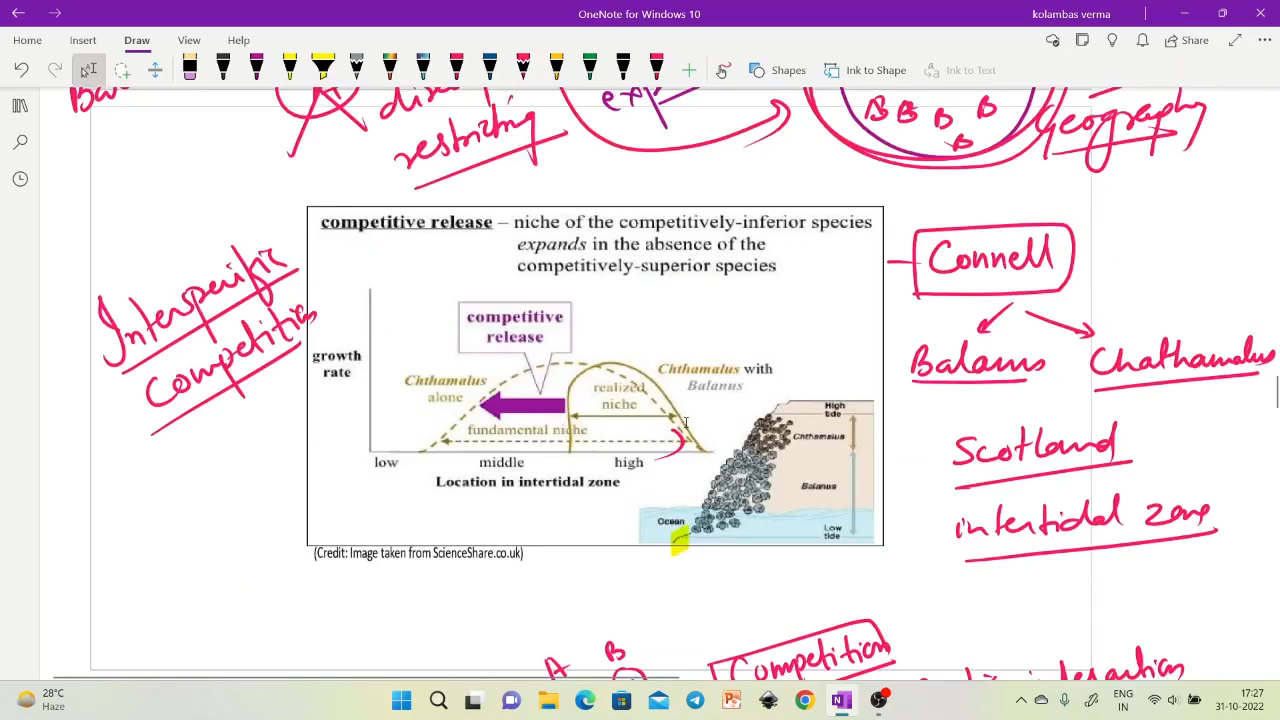 OneNote for Windows 10
kolambas verma
Home Insert Draw View Help
Share
Shapes
Ink to Shape
Ink to Text
restricting
exp
B B B B
B
Geography
competitive release – niche of the competitively-inferior species
expands in the absence of the
competitively-superior species
competitive
release
growth
rate
Chthamalus
alone
realized
niche
Chthamalus with
Balanus
fundamental niche
low middle high
Location in intertidal zone
High
tide
Chthamalus
Balanus
Ocean
Low
tide
(Credit: Image taken from ScienceShare.co.uk)
Interspecific
competition
Connell
Balanus
Chathamalus
Scotland
intertidal zone
A B
Competition
interaction
28°C
Haze
ENG
IN
17:27
31-10-2022